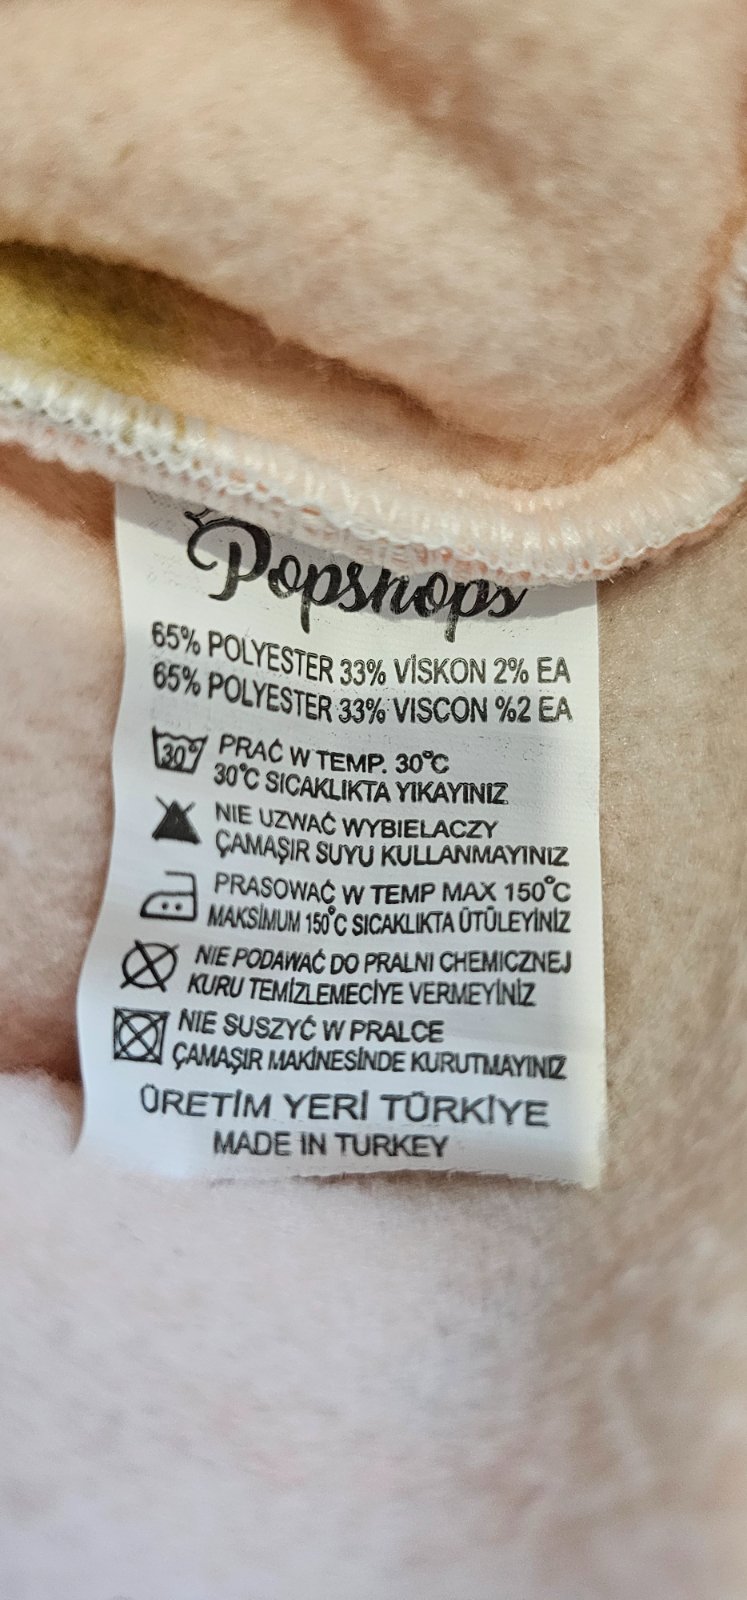 Popshops
65% POLYESTER 33% VİSKON 2% EA
65% POLYESTER 33% VISCON %2 EA
30° PRAĆ W TEMP. 30°C
30°C SICAKLIKTA YIKAYINIZ
NIE UZWAĆ WYBIELACZY
ÇAMAŞIR SUYU KULLANMAYINIZ
PRASOWAĆ W TEMP MAX 150°C
MAKSİMUM 150°C SICAKLIKTA ÜTÜLEYİNİZ
NIE PODAWAĆ DO PRALNI CHEMICZNEJ
KURU TEMİZLEMECİYE VERMEYİNİZ
NIE SUSZYĆ W PRALCE
ÇAMAŞIR MAKİNESİNDE KURUTMAYINIZ
ÜRETİM YERİ TÜRKİYE
MADE IN TURKEY